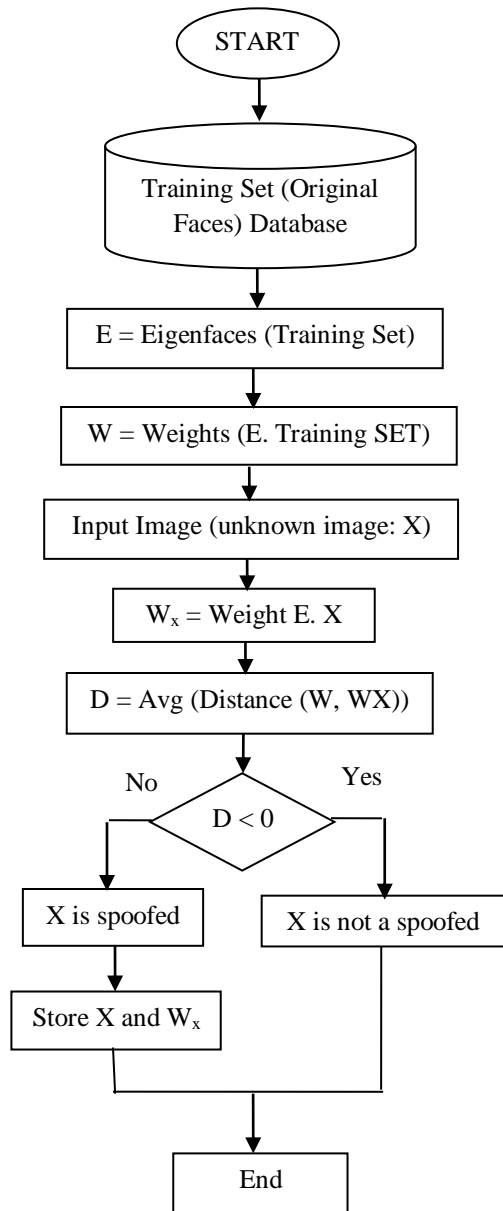 START
Training Set (Original
Faces) Database
E = Eigenfaces (Training Set)
W = Weights (E. Training SET)
Input Image (unknown image: X)
Wₓ = Weight E. X
D = Avg (Distance (W, WX))
No
Yes
D < 0
X is spoofed
X is not a spoofed
Store X and Wₓ
End